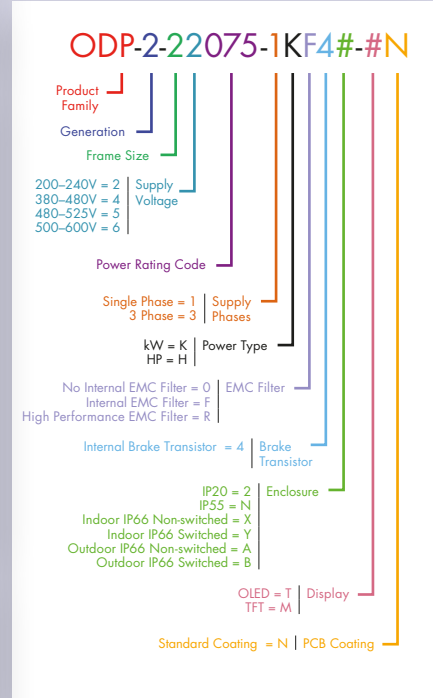 ODP-2-22075-1KF4#-#N
Product
Family
Generation
Frame Size
200–240V = 2 Supply
380–480V = 4 Voltage
480–525V = 5
500–600V = 6
Power Rating Code
Single Phase = 1 Supply
3 Phase = 3 Phases
kW = K Power Type
HP = H
No Internal EMC Filter = 0 EMC Filter
Internal EMC Filter = F
High Performance EMC Filter = R
Internal Brake Transistor = 4 Brake
Transistor
IP20 = 2 Enclosure
IP55 = N
Indoor IP66 Non-switched = X
Indoor IP66 Switched = Y
Outdoor IP66 Non-switched = A
Outdoor IP66 Switched = B
OLED = T Display
TFT = M
Standard Coating = N PCB Coating